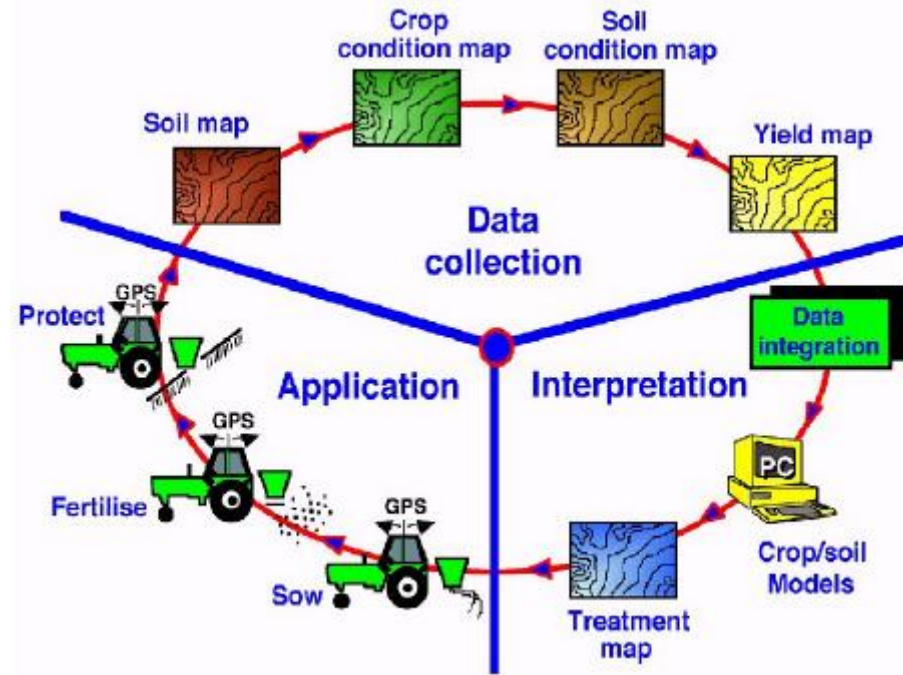 Crop
condition map
Soil
condition map
Soil map
Yield map
Data
collection
GPS
Protect
Data
integration
Application
Interpretation
GPS
PC
Fertilise
GPS
Crop/soil
Models
Sow
Treatment
map